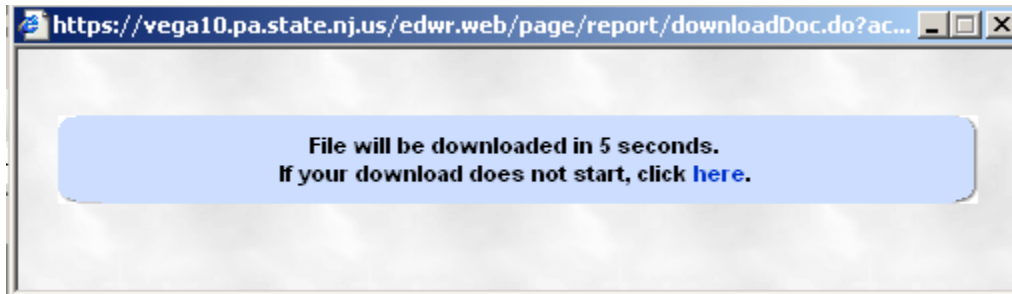 https://vega10.pa.state.nj.us/edwr.web/page/report/downloadDoc.do?ac...
File will be downloaded in 5 seconds.
If your download does not start, click here.